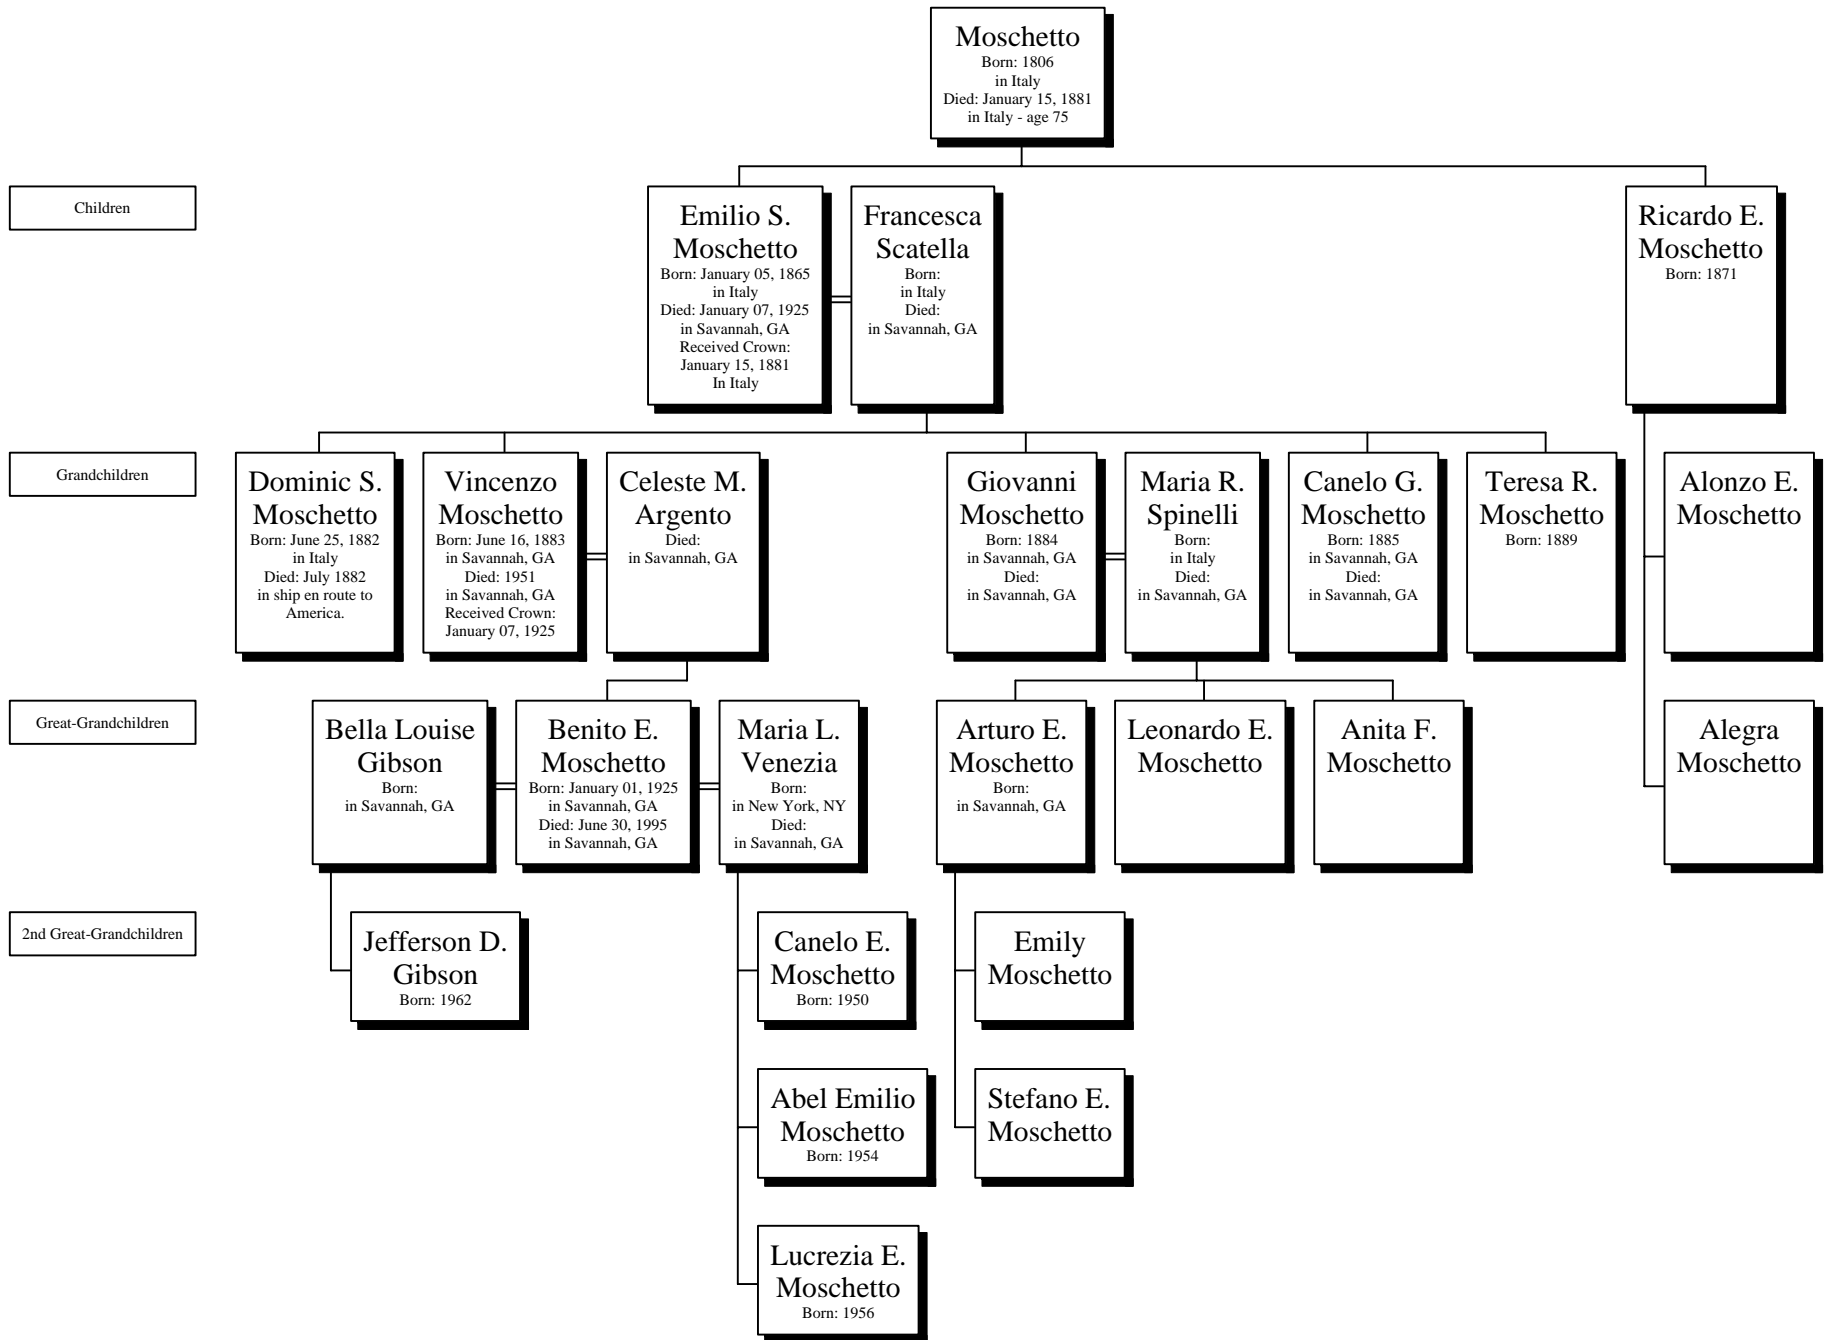 Moschetto
Born: 1806
in Italy
Died: January 15, 1881
in Italy - age 75
Children
Emilio S.
Moschetto
Born: January 05, 1865
in Italy
Died: January 07, 1925
in Savannah, GA
Received Crown:
January 15, 1881
In Italy
Francesca
Scatella
Born:
in Italy
Died:
in Savannah, GA
Ricardo E.
Moschetto
Born: 1871
Grandchildren
Dominic S.
Moschetto
Born: June 25, 1882
in Italy
Died: July 1882
in ship en route to
America.
Vincenzo
Moschetto
Born: June 16, 1883
in Savannah, GA
Died: 1951
in Savannah, GA
Received Crown:
January 07, 1925
Celeste M.
Argento
Died:
in Savannah, GA
Giovanni
Moschetto
Born: 1884
in Savannah, GA
Died:
in Savannah, GA
Maria R.
Spinelli
Born:
in Italy
Died:
in Savannah, GA
Canelo G.
Moschetto
Born: 1885
in Savannah, GA
Died:
in Savannah, GA
Teresa R.
Moschetto
Born: 1889
Alonzo E.
Moschetto
Great-Grandchildren
Bella Louise
Gibson
Born:
in Savannah, GA
Benito E.
Moschetto
Born: January 01, 1925
in Savannah, GA
Died: June 30, 1995
in Savannah, GA
Maria L.
Venezia
Born:
in New York, NY
Died:
in Savannah, GA
Arturo E.
Moschetto
Born:
in Savannah, GA
Leonardo E.
Moschetto
Anita F.
Moschetto
Alegra
Moschetto
2nd Great-Grandchildren
Jefferson D.
Gibson
Born: 1962
Canelo E.
Moschetto
Born: 1950
Emily
Moschetto
Abel Emilio
Moschetto
Born: 1954
Stefano E.
Moschetto
Lucrezia E.
Moschetto
Born: 1956